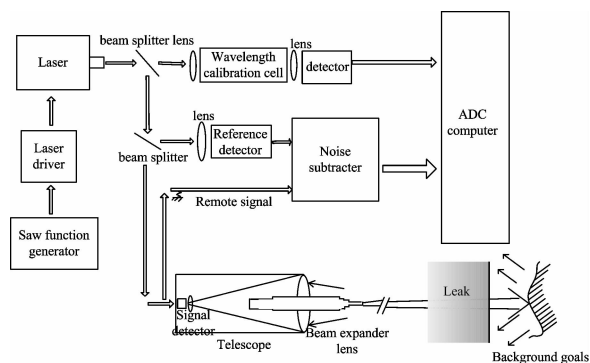 beam splitter lens
Laser
Wavelength
calibration cell
lens
detector
ADC
computer
Laser
driver
beam splitter
lens
Reference
detector
Noise
subtracter
Remote signal
Saw function
generator
Signal
detector
Telescope
Beam expander
lens
Leak
Background goals